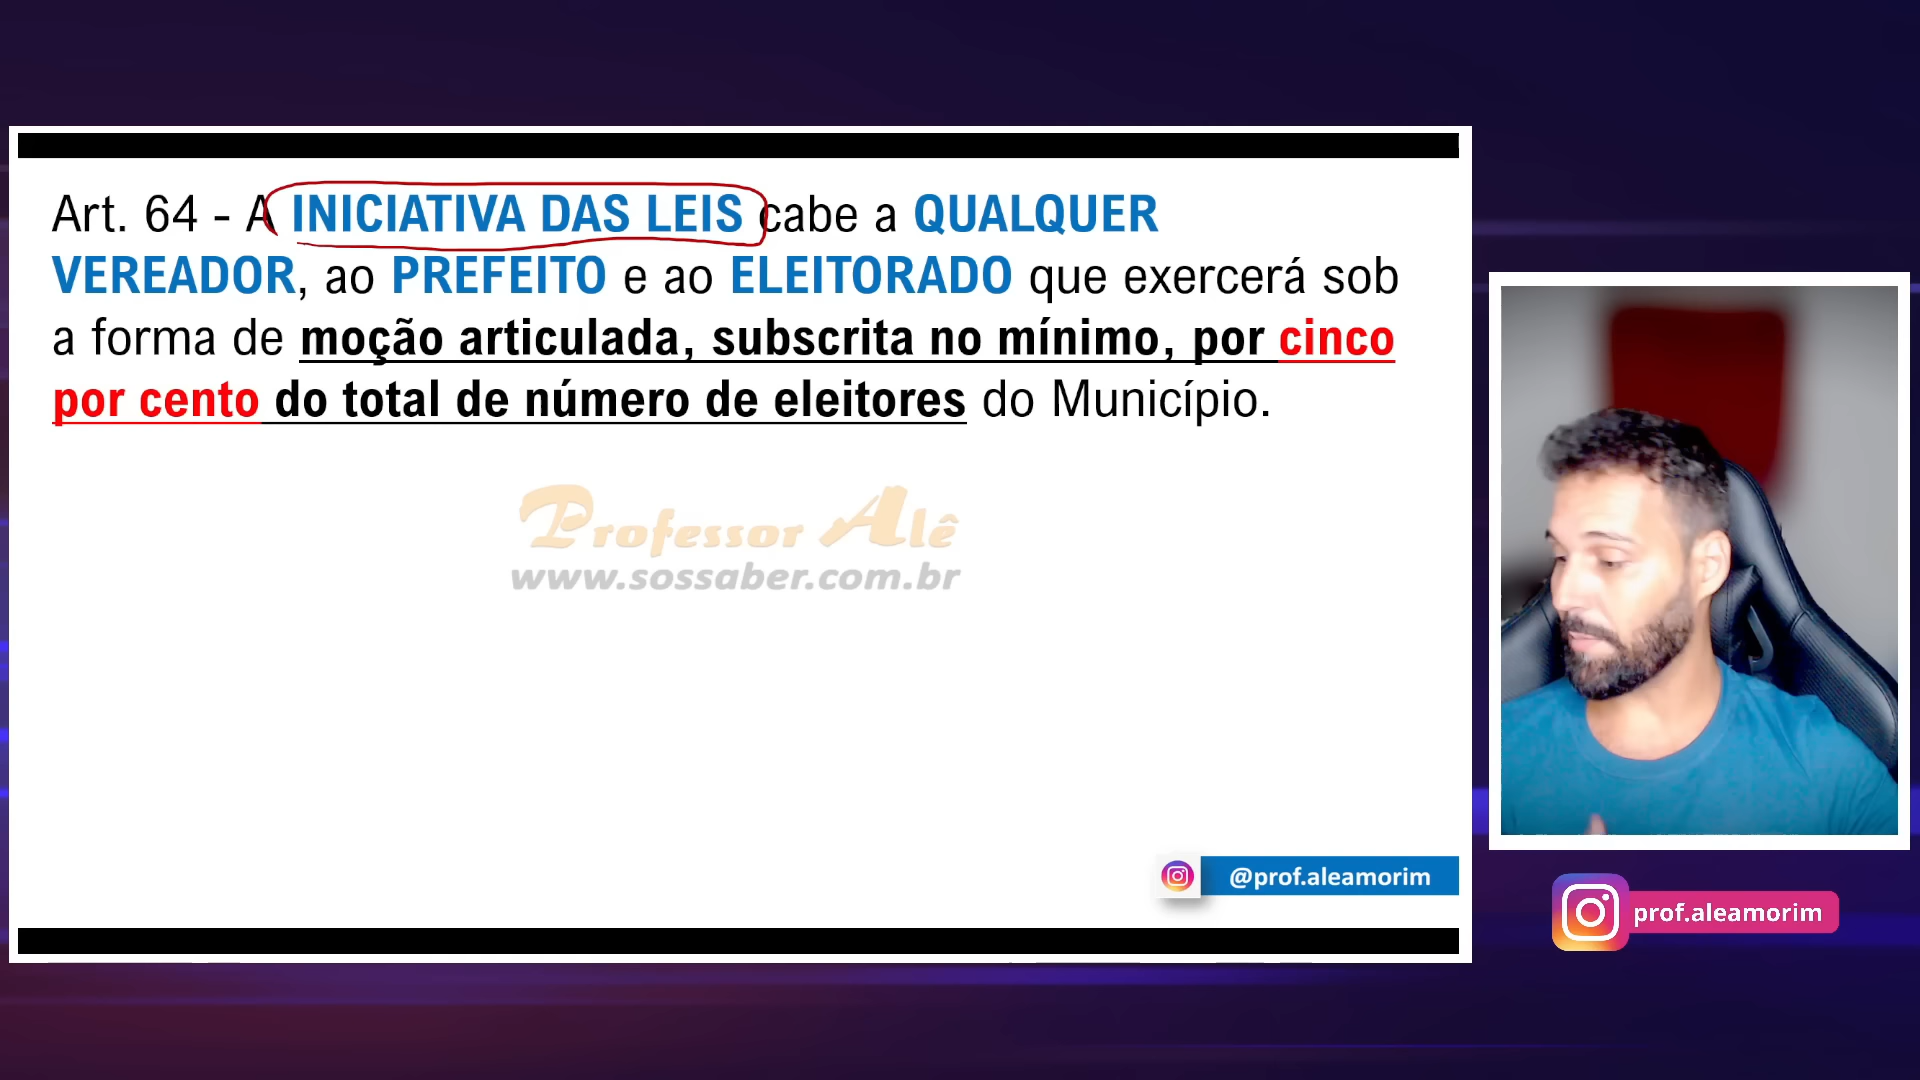 Art. 64 - A INICIATIVA DAS LEIS cabe a QUALQUER
VEREADOR, ao PREFEITO e ao ELEITORADO que exercerá sob
a forma de moção articulada, subscrita no mínimo, por cinco
por cento do total de número de eleitores do Município.
Professor Alê
www.sossaber.com.br
@prof.aleamorim
prof.aleamorim